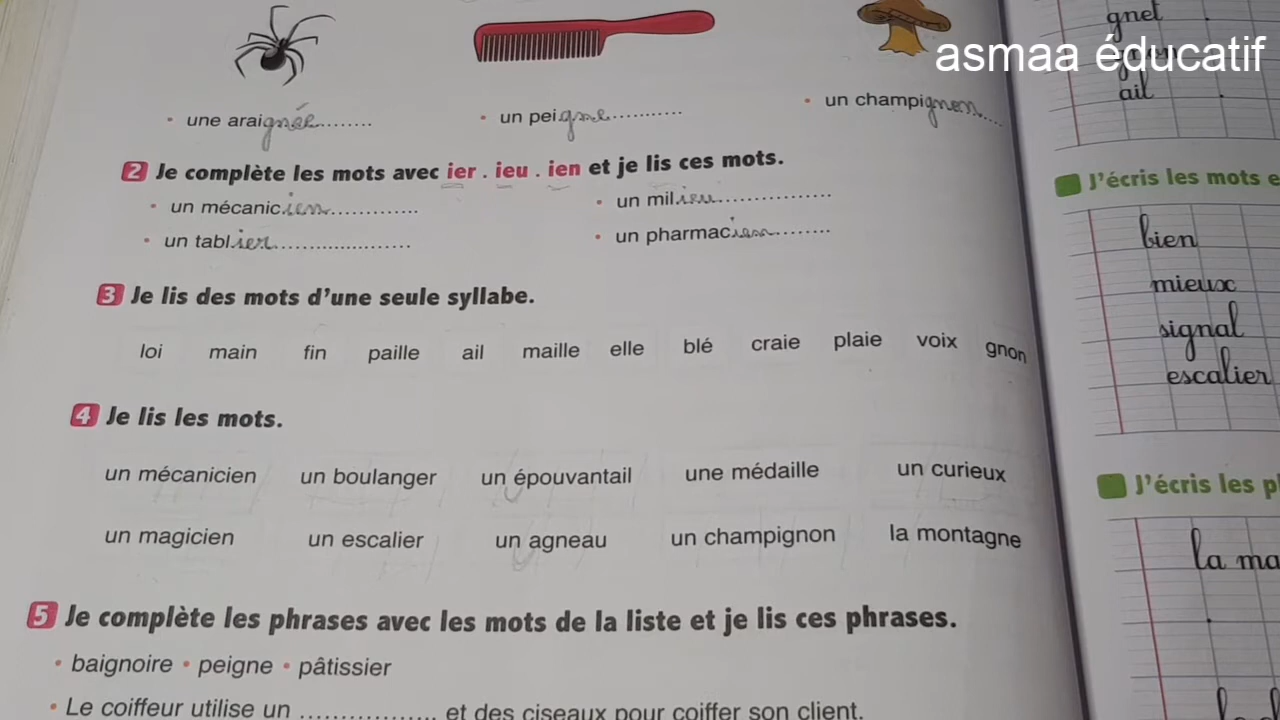 asmaa éducatif
• une araignée........
• un peigne...........
• un champignon....
2 Je complète les mots avec ier . ieu . ien et je lis ces mots.
• un mécanicien..............
• un milieu.................
• un tablier......................
• un pharmacien........
3 Je lis des mots d'une seule syllabe.
loi main fin paille ail maille elle blé craie plaie voix gnon
4 Je lis les mots.
un mécanicien un boulanger un épouvantail une médaille un curieux
un magicien un escalier un agneau un champignon la montagne
5 Je complète les phrases avec les mots de la liste et je lis ces phrases.
• baignoire • peigne • pâtissier
• Le coiffeur utilise un .................. et des ciseaux pour coiffer son client.
gnet
ail
J'écris les mots e
bien
mieux
signal
escalier
J'écris les p
la ma